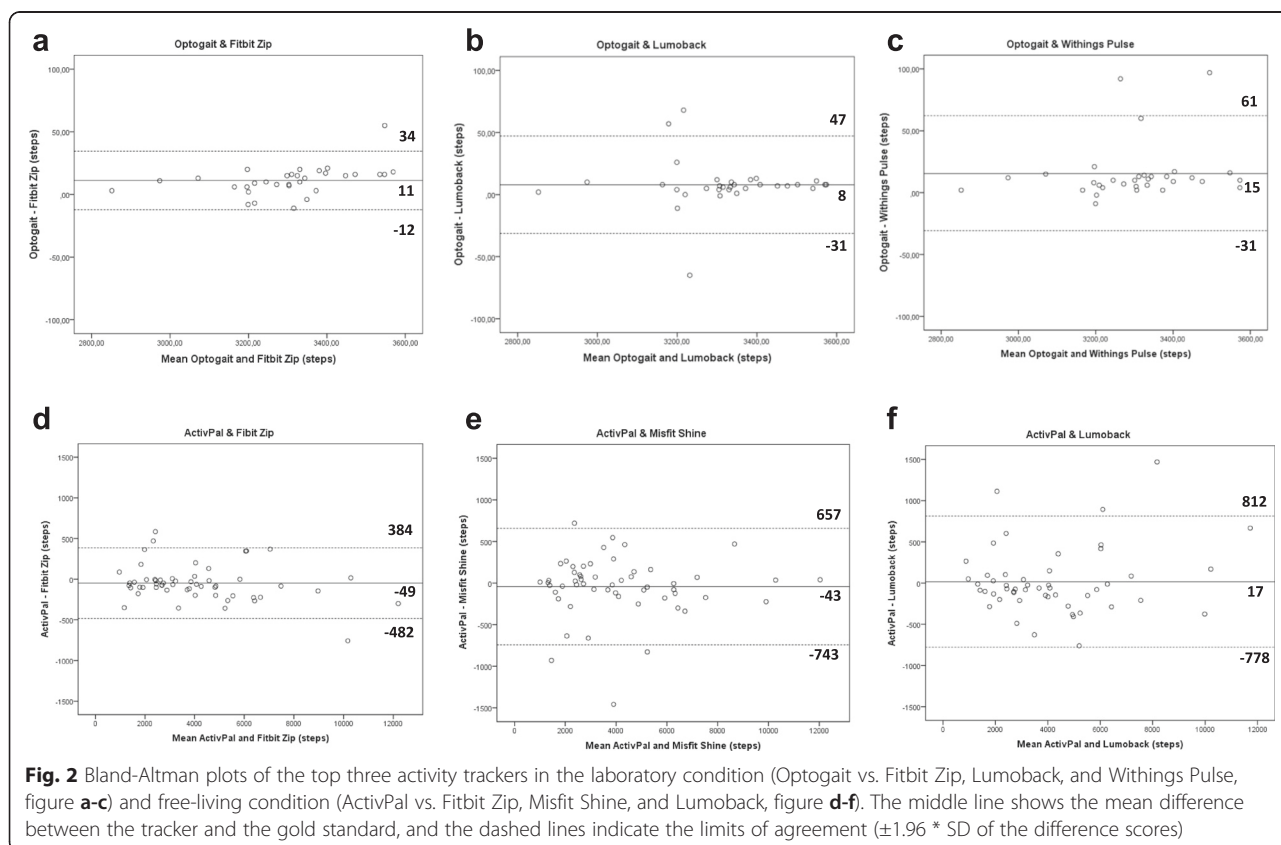 a
Optogait & Fitbit Zip
Optogait - Fitbit Zip (steps)
100,00
50,00
,00
-50,00
-100,00
34
11
-12
2800,00 3000,00 3200,00 3400,00 3600,00
Mean Optogait and Fitbit Zip (steps)
b
Optogait & Lumoback
Optogait - Lumoback (steps)
100,00
50,00
,00
-50,00
-100,00
47
8
-31
2800,00 3000,00 3200,00 3400,00 3600,00
Mean Optogait and Lumoback (steps)
c
Optogait & Withings Pulse
Optogait - Withings Pulse (steps)
100,00
50,00
,00
-50,00
-100,00
61
15
-31
2800,00 3000,00 3200,00 3400,00 3600,00
Mean Optogait and Withings Pulse (steps)
d
ActivPal & Fibit Zip
ActivPal - Fitbit Zip (steps)
1500
1000
500
0
-500
-1000
-1500
384
-49
-482
0 2000 4000 6000 8000 10000 12000
Mean ActivPal and Fitbit Zip (steps)
e
ActivPal & Misfit Shine
ActivPal - Misfit Shine (steps)
1500
1000
500
0
-500
-1000
-1500
657
-43
-743
0 2000 4000 6000 8000 10000 12000
Mean ActivPal and Misfit Shine (steps)
f
ActivPal & Lumoback
ActivPal - Lumoback (steps)
1500
1000
500
0
-500
-1000
-1500
812
17
-778
0 2000 4000 6000 8000 10000 12000
Mean ActivPal and Lumoback (steps)
Fig. 2 Bland-Altman plots of the top three activity trackers in the laboratory condition (Optogait vs. Fitbit Zip, Lumoback, and Withings Pulse,
figure a-c) and free-living condition (ActivPal vs. Fitbit Zip, Misfit Shine, and Lumoback, figure d-f). The middle line shows the mean difference
between the tracker and the gold standard, and the dashed lines indicate the limits of agreement (±1.96 * SD of the difference scores)